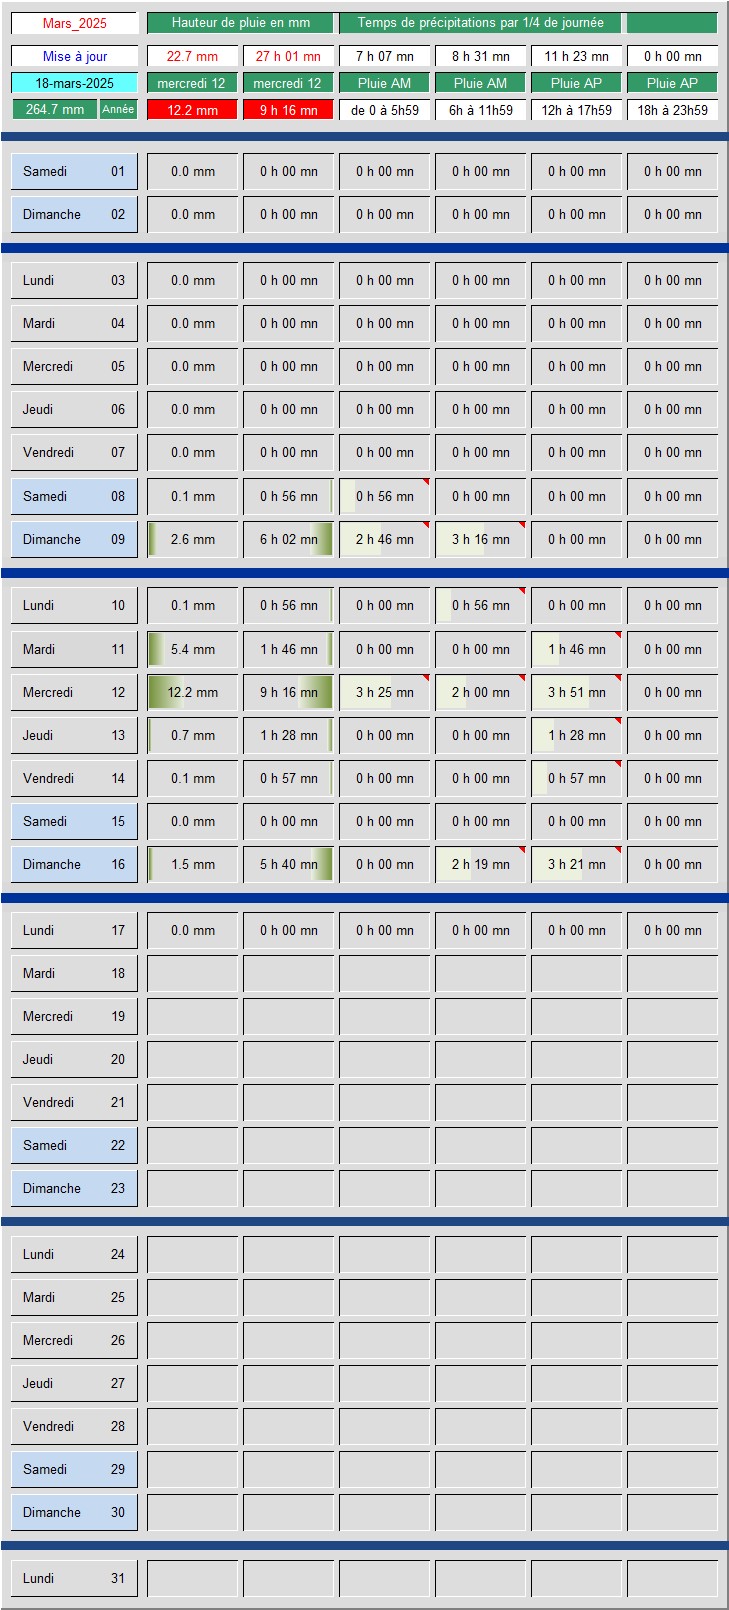 Mars_2025 Hauteur de pluie en mm Temps de précipitations par 1/4 de journée
Mise à jour 22.7 mm 27 h 01 mn 7 h 07 mn 8 h 31 mn 11 h 23 mn 0 h 00 mn
18-mars-2025 mercredi 12 mercredi 12 Pluie AM Pluie AM Pluie AP Pluie AP
264.7 mm Année 12.2 mm 9 h 16 mn de 0 à 5h59 6h à 11h59 12h à 17h59 18h à 23h59
Samedi 01 0.0 mm 0 h 00 mn 0 h 00 mn 0 h 00 mn 0 h 00 mn 0 h 00 mn
Dimanche 02 0.0 mm 0 h 00 mn 0 h 00 mn 0 h 00 mn 0 h 00 mn 0 h 00 mn
Lundi 03 0.0 mm 0 h 00 mn 0 h 00 mn 0 h 00 mn 0 h 00 mn 0 h 00 mn
Mardi 04 0.0 mm 0 h 00 mn 0 h 00 mn 0 h 00 mn 0 h 00 mn 0 h 00 mn
Mercredi 05 0.0 mm 0 h 00 mn 0 h 00 mn 0 h 00 mn 0 h 00 mn 0 h 00 mn
Jeudi 06 0.0 mm 0 h 00 mn 0 h 00 mn 0 h 00 mn 0 h 00 mn 0 h 00 mn
Vendredi 07 0.0 mm 0 h 00 mn 0 h 00 mn 0 h 00 mn 0 h 00 mn 0 h 00 mn
Samedi 08 0.1 mm 0 h 56 mn 0 h 56 mn 0 h 00 mn 0 h 00 mn 0 h 00 mn
Dimanche 09 2.6 mm 6 h 02 mn 2 h 46 mn 3 h 16 mn 0 h 00 mn 0 h 00 mn
Lundi 10 0.1 mm 0 h 56 mn 0 h 00 mn 0 h 56 mn 0 h 00 mn 0 h 00 mn
Mardi 11 5.4 mm 1 h 46 mn 0 h 00 mn 0 h 00 mn 1 h 46 mn 0 h 00 mn
Mercredi 12 12.2 mm 9 h 16 mn 3 h 25 mn 2 h 00 mn 3 h 51 mn 0 h 00 mn
Jeudi 13 0.7 mm 1 h 28 mn 0 h 00 mn 0 h 00 mn 1 h 28 mn 0 h 00 mn
Vendredi 14 0.1 mm 0 h 57 mn 0 h 00 mn 0 h 00 mn 0 h 57 mn 0 h 00 mn
Samedi 15 0.0 mm 0 h 00 mn 0 h 00 mn 0 h 00 mn 0 h 00 mn 0 h 00 mn
Dimanche 16 1.5 mm 5 h 40 mn 0 h 00 mn 2 h 19 mn 3 h 21 mn 0 h 00 mn
Lundi 17 0.0 mm 0 h 00 mn 0 h 00 mn 0 h 00 mn 0 h 00 mn 0 h 00 mn
Mardi 18
Mercredi 19
Jeudi 20
Vendredi 21
Samedi 22
Dimanche 23
Lundi 24
Mardi 25
Mercredi 26
Jeudi 27
Vendredi 28
Samedi 29
Dimanche 30
Lundi 31